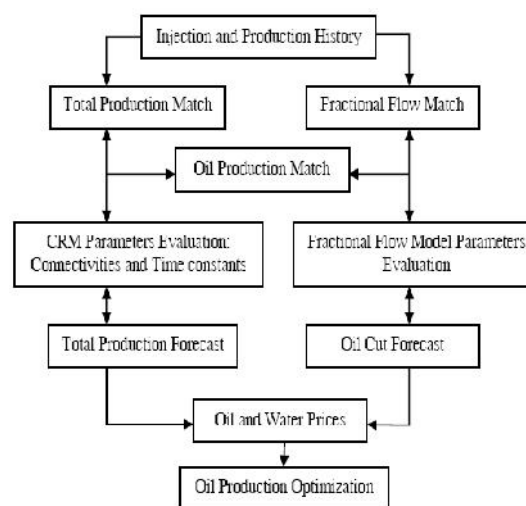 Injection and Production History
Total Production Match
Fractional Flow Match
Oil Production Match
CRM Parameters Evaluation:
Connectivities and Time constants
Fractional Flow Model Parameters
Evaluation
Total Production Forecast
Oil Cut Forecast
Oil and Water Prices
Oil Production Optimization